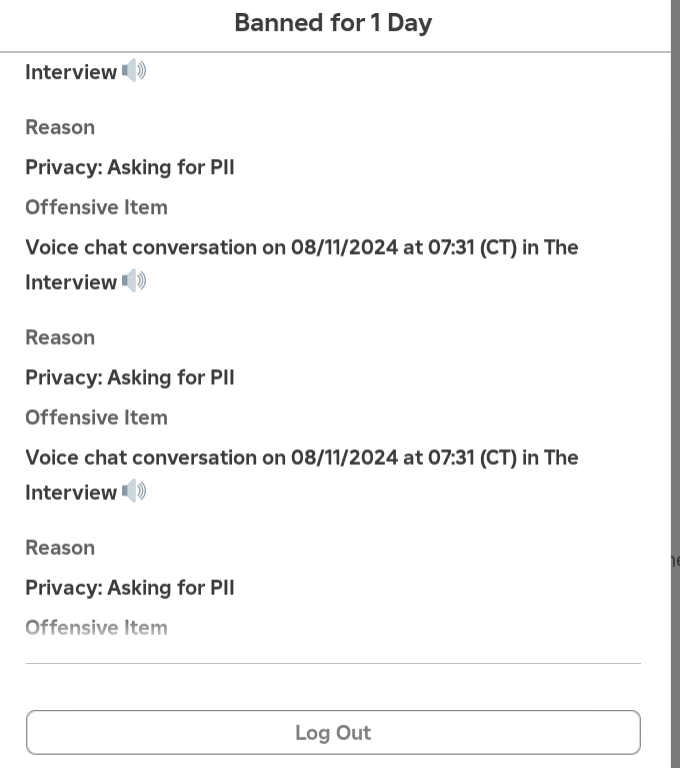 Banned for 1 Day
Interview 🔊
Reason
Privacy: Asking for PII
Offensive Item
Voice chat conversation on 08/11/2024 at 07:31 (CT) in The
Interview 🔊
Reason
Privacy: Asking for PII
Offensive Item
Voice chat conversation on 08/11/2024 at 07:31 (CT) in The
Interview 🔊
Reason
Privacy: Asking for PII
Offensive Item
Log Out